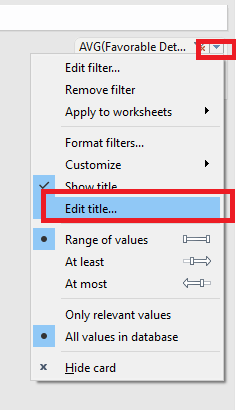 AVG(Favorable Det...
Edit filter...
Remove filter
Apply to worksheets
Format filters...
Customize
Show title
Edit title...
Range of values
At least
At most
Only relevant values
All values in database
x Hide card